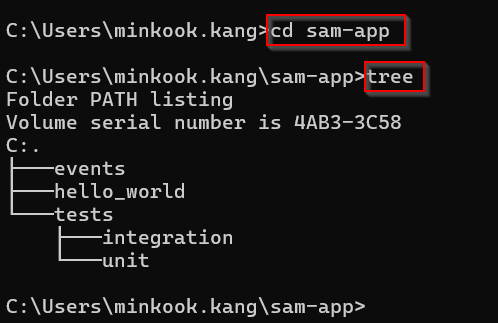 C:\Users\minkook.kang>cd sam-app
C:\Users\minkook.kang\sam-app>tree
Folder PATH listing
Volume serial number is 4AB3-3C58
C:.
├───events
├───hello_world
└───tests
    ├───integration
    └───unit
C:\Users\minkook.kang\sam-app>